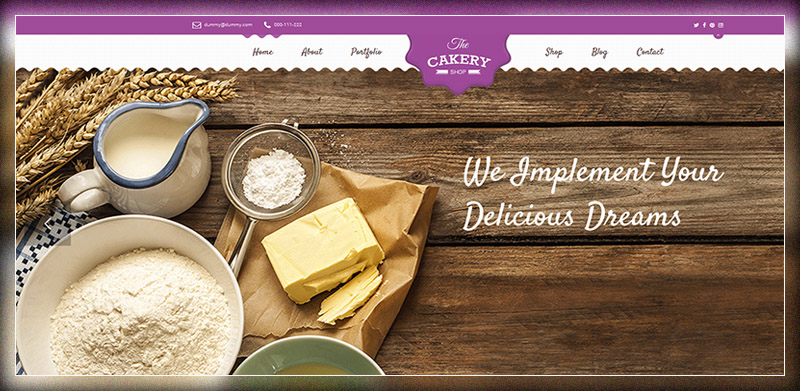 dummy@dummy.com 000-111-222
Home About Portfolio
The
CAKERY
SHOP
Shop Blog Contact
We Implement Your
Delicious Dreams